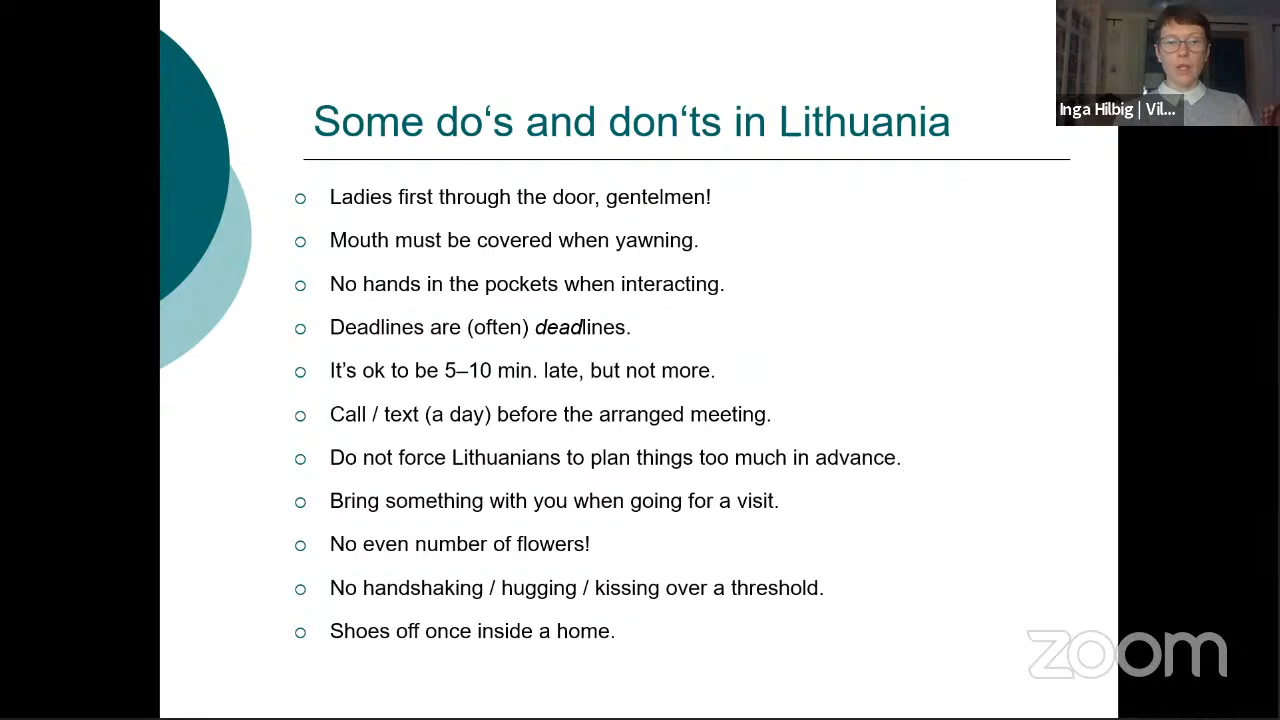 Some do‘s and don‘ts in Lithuania
Ladies first through the door, gentelmen!
Mouth must be covered when yawning.
No hands in the pockets when interacting.
Deadlines are (often) deadlines.
It’s ok to be 5–10 min. late, but not more.
Call / text (a day) before the arranged meeting.
Do not force Lithuanians to plan things too much in advance.
Bring something with you when going for a visit.
No even number of flowers!
No handshaking / hugging / kissing over a threshold.
Shoes off once inside a home.
Inga Hilbig | Vil...
zoom